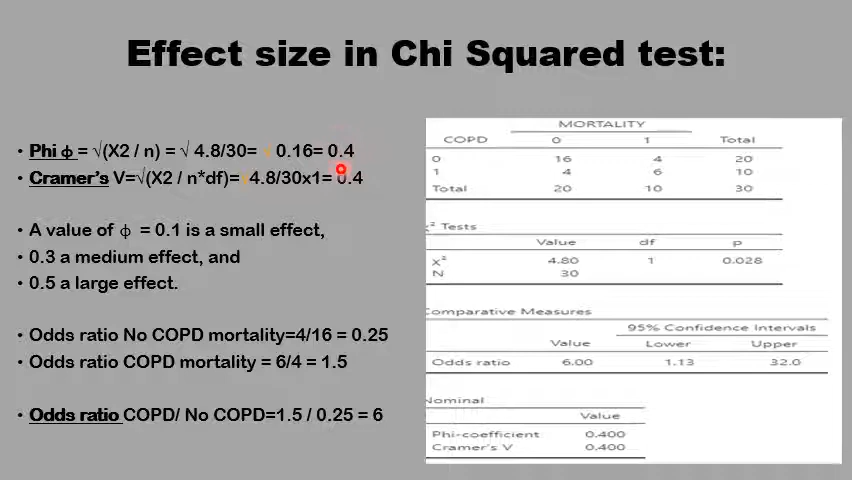 Effect size in Chi Squared test:
• Phi ϕ = √(X2 / n) = √ 4.8/30= √ 0.16= 0.4
• Cramer's V=√(X2 / n*df)=√4.8/30x1= 0.4
• A value of ϕ = 0.1 is a small effect,
• 0.3 a medium effect, and
• 0.5 a large effect.
• Odds ratio No COPD mortality=4/16 = 0.25
• Odds ratio COPD mortality = 6/4 = 1.5
• Odds ratio COPD/ No COPD=1.5 / 0.25 = 6
MORTALITY
COPD 0 1 Total
0 16 4 20
1 4 6 10
Total 20 10 30
χ² Tests
Value df p
X² 4.80 1 0.028
N 30
Comparative Measures
95% Confidence Intervals
Value Lower Upper
Odds ratio 6.00 1.13 32.0
Nominal
Value
Phi-coefficient 0.400
Cramer's V 0.400